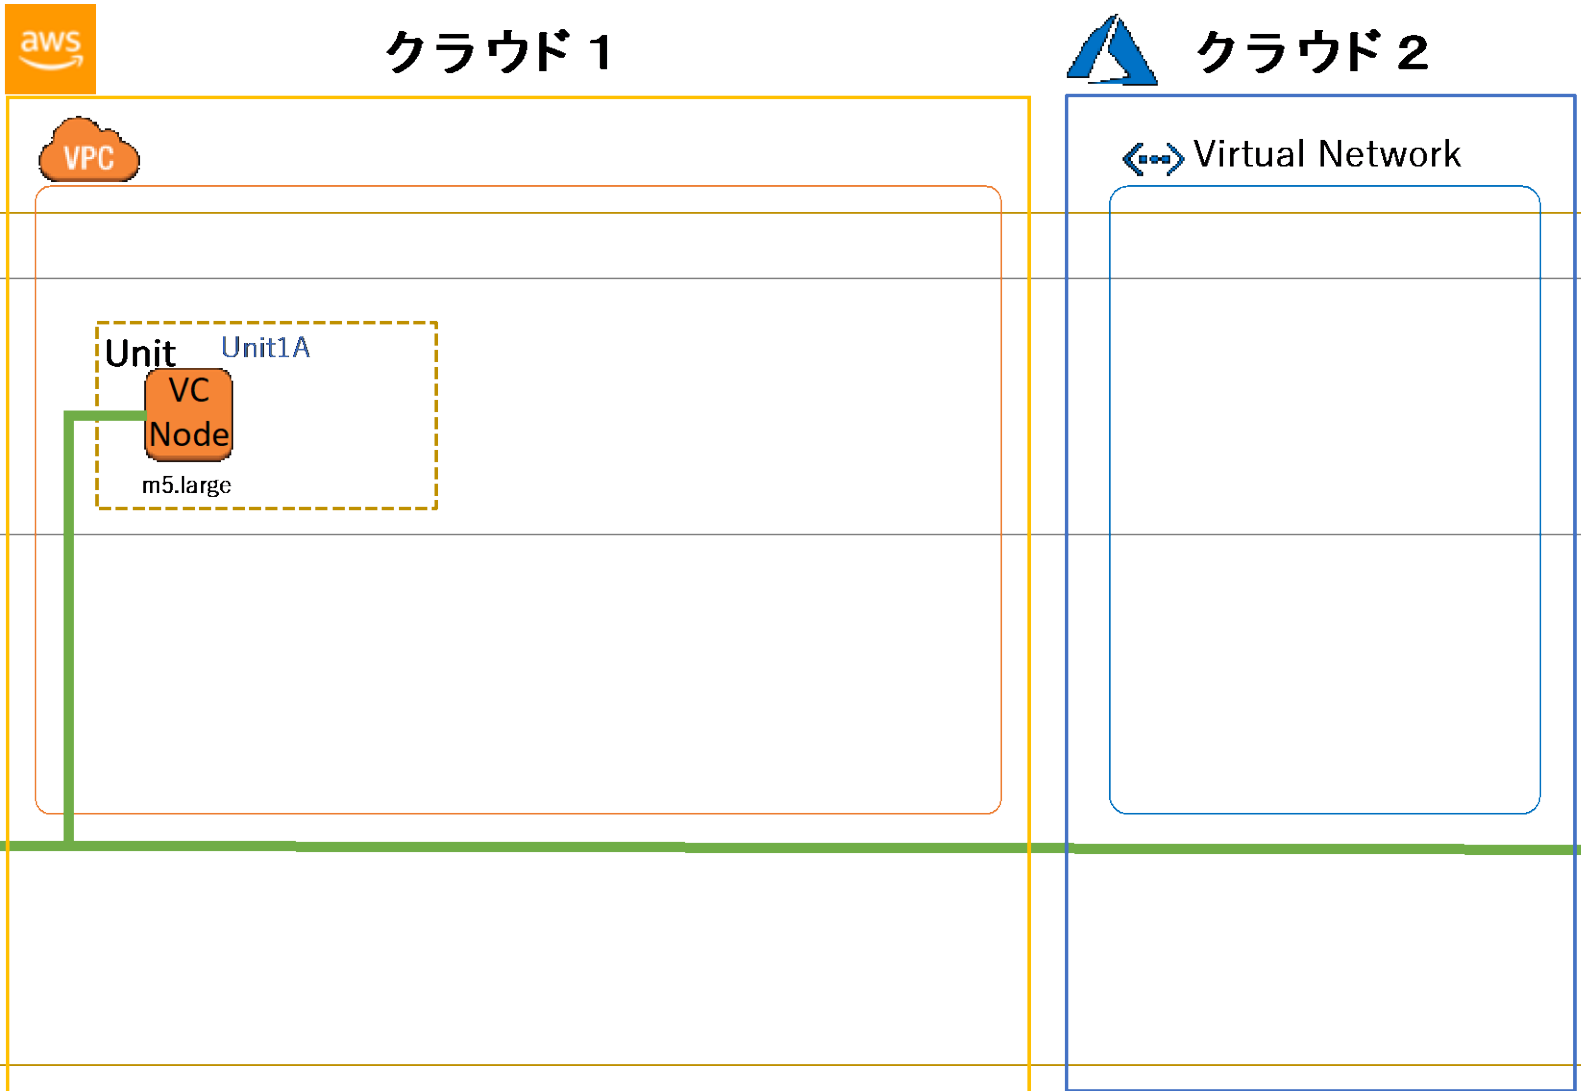 aws
クラウド1
クラウド2
VPC
Virtual Network
Unit
Unit1A
VC
Node
m5.large